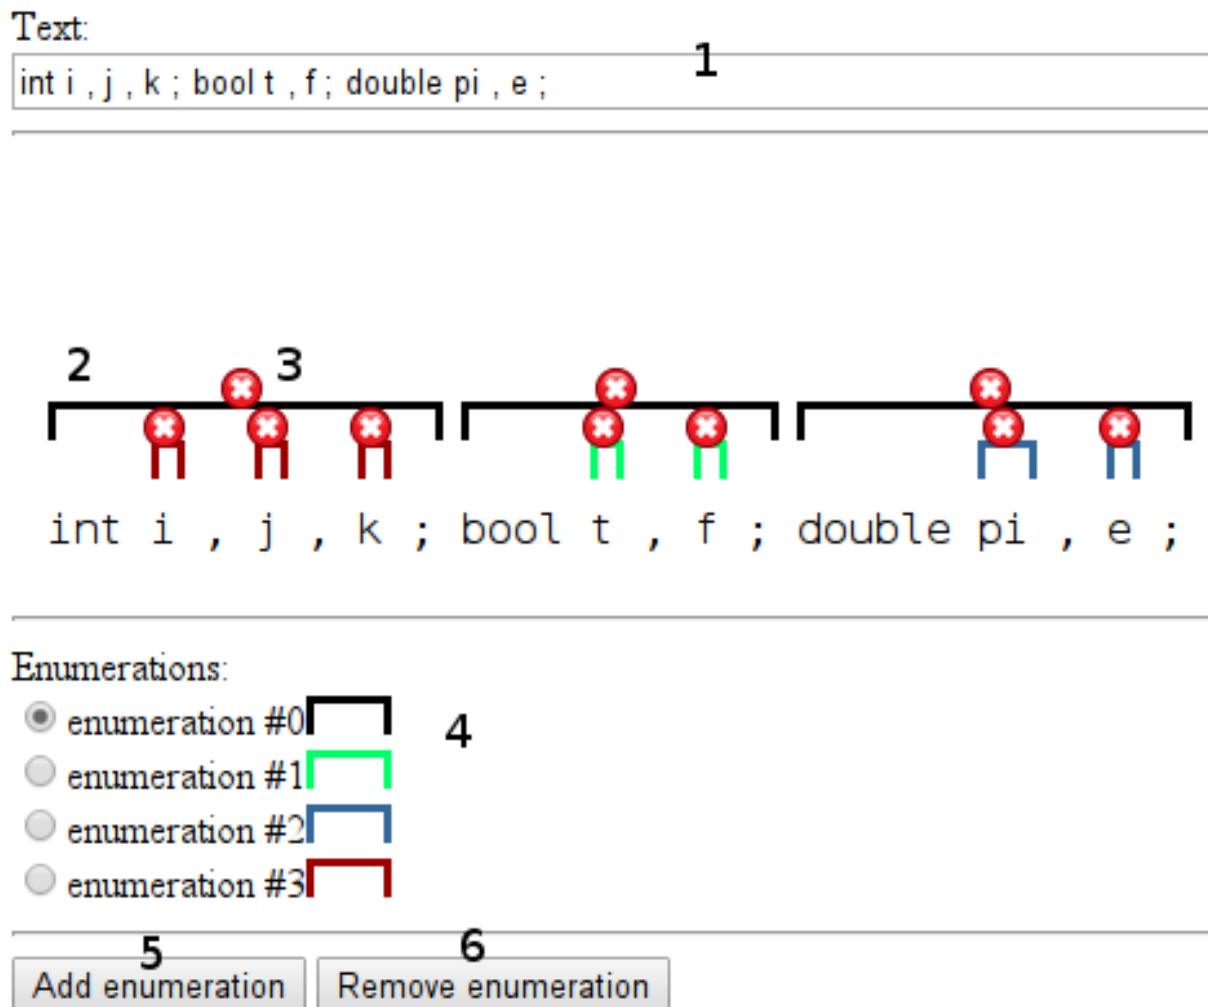 Text:
1
int i , j , k ; bool t , f ; double pi , e ;
2 3
int i , j , k ; bool t , f ; double pi , e ;
Enumerations:
enumeration #0
4
enumeration #1
enumeration #2
enumeration #3
5 6
Add enumeration Remove enumeration